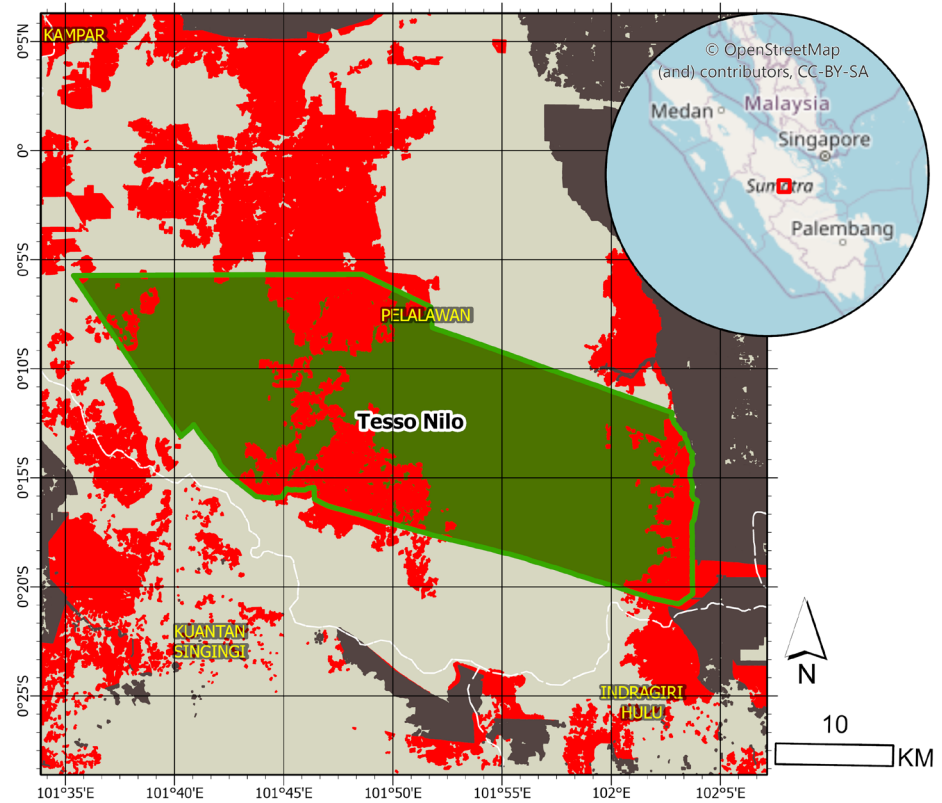 KAMPAR
0°5'N
0°
0°5'S
0°10'S
0°15'S
0°20'S
0°25'S
101°35'E
101°40'E
101°45'E
101°50'E
101°55'E
102°E
102°5'E
PELALAWAN
Tesso Nilo
KUANTAN
SINGINGI
INDRAGIRI
HULU
© OpenStreetMap
(and) contributors, CC-BY-SA
Medan
Malaysia
Singapore
Sumatra
Palembang
N
10
KM